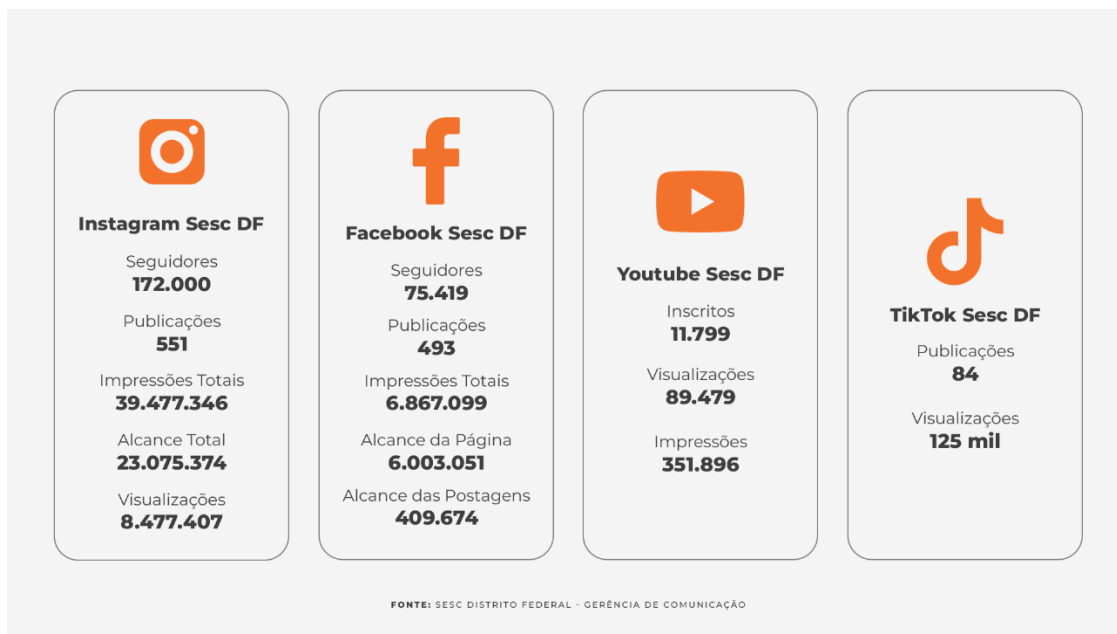 Instagram Sesc DF
Seguidores
172.000
Publicações
551
Impressões Totais
39.477.346
Alcance Total
23.075.374
Visualizações
8.477.407
Facebook Sesc DF
Seguidores
75.419
Publicações
493
Impressões Totais
6.867.099
Alcance da Página
6.003.051
Alcance das Postagens
409.674
Youtube Sesc DF
Inscritos
11.799
Visualizações
89.479
Impressões
351.896
TikTok Sesc DF
Publicações
84
Visualizações
125 mil
FONTE: SESC DISTRITO FEDERAL - GERÊNCIA DE COMUNICAÇÃO